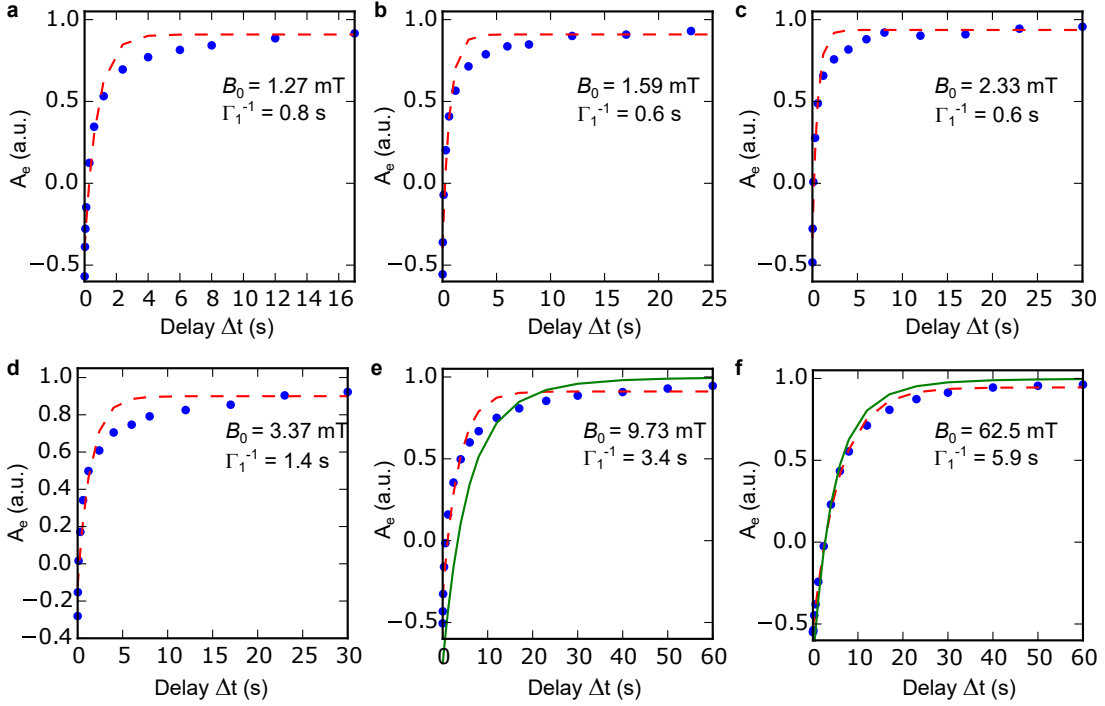 a
1.0
0.5
0.0
−0.5
A_e (a.u.)
B_0 = 1.27 mT
Γ_1^-1 = 0.8 s
0 2 4 6 8 10 12 14 16
Delay Δt (s)
b
1.0
0.5
0.0
−0.5
A_e (a.u.)
B_0 = 1.59 mT
Γ_1^-1 = 0.6 s
0 5 10 15 20 25
Delay Δt (s)
c
1.0
0.5
0.0
−0.5
A_e (a.u.)
B_0 = 2.33 mT
Γ_1^-1 = 0.6 s
0 5 10 15 20 25 30
Delay Δt (s)
d
1.0
0.8
0.6
0.4
0.2
0.0
−0.2
−0.4
A_e (a.u.)
B_0 = 3.37 mT
Γ_1^-1 = 1.4 s
0 5 10 15 20 25 30
Delay Δt (s)
e
1.0
0.5
0.0
−0.5
A_e (a.u.)
B_0 = 9.73 mT
Γ_1^-1 = 3.4 s
0 10 20 30 40 50 60
Delay Δt (s)
f
1.0
0.5
0.0
−0.5
A_e (a.u.)
B_0 = 62.5 mT
Γ_1^-1 = 5.9 s
0 10 20 30 40 50 60
Delay Δt (s)